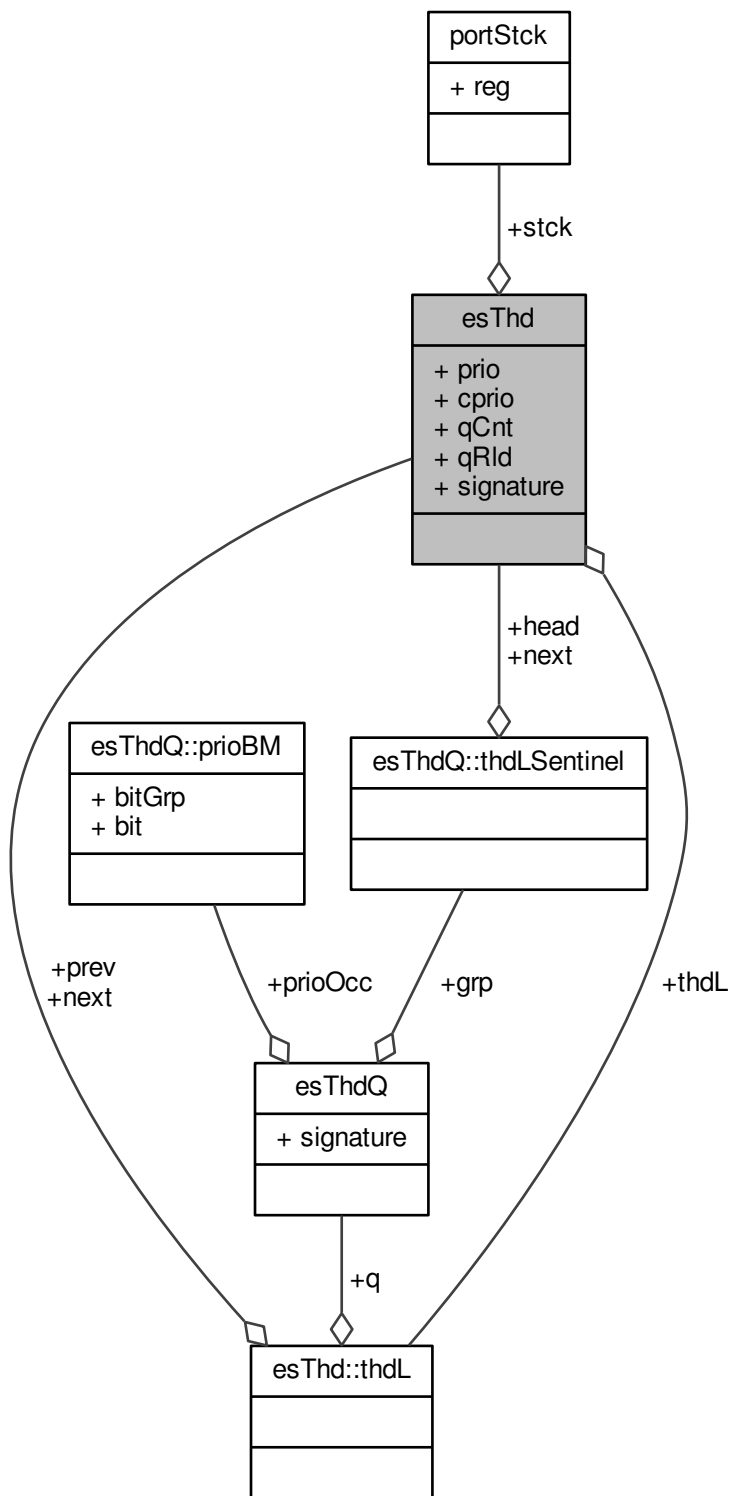 portStck
+ reg
+stck
esThd
+ prio
+ cprio
+ qCnt
+ qRld
+ signature
+head
+next
esThdQ::prioBM
+ bitGrp
+ bit
esThdQ::thdLSentinel
+prev
+next
+prioOcc
+grp
+thdL
esThdQ
+ signature
+q
esThd::thdL